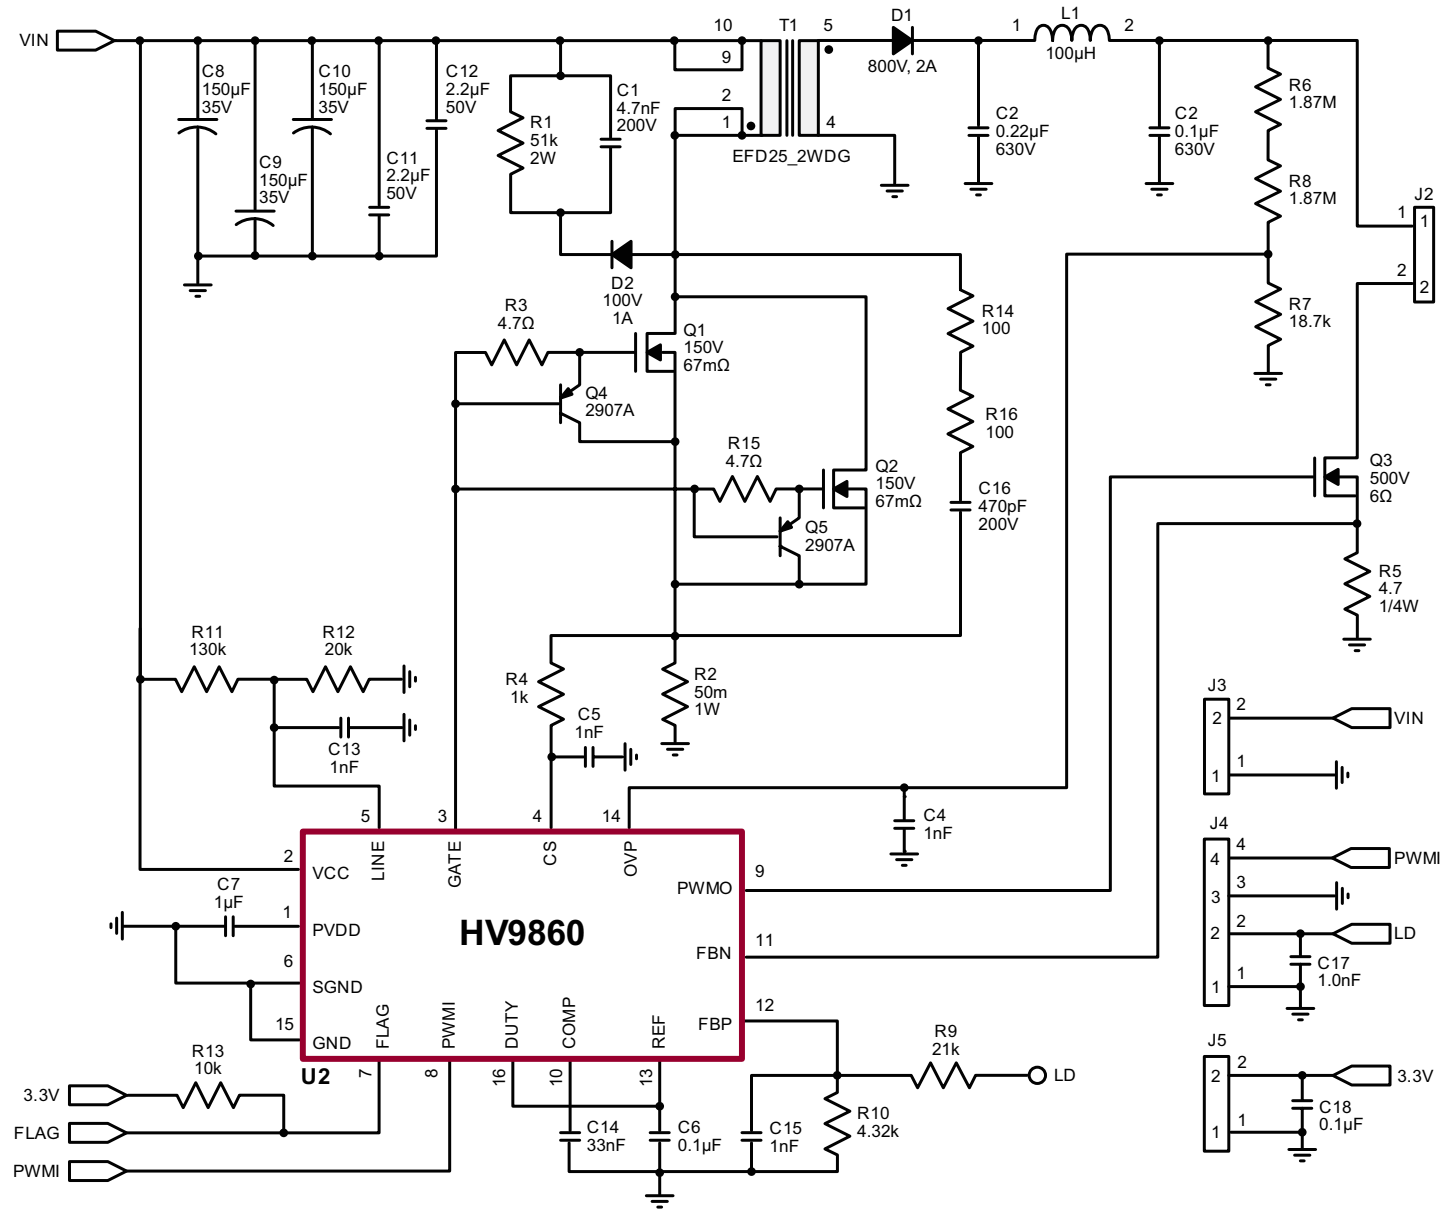 VIN
C8
150µF
35V
C9
150µF
35V
C10
150µF
35V
C11
2.2µF
50V
C12
2.2µF
50V
R1
51k
2W
C1
4.7nF
200V
10
9
2
1
T1
5
4
EFD25_2WDG
D1
800V, 2A
1
L1
2
100µH
C2
0.22µF
630V
C2
0.1µF
630V
R6
1.87M
R8
1.87M
R7
18.7k
J2
1
1
2
2
D2
100V
1A
R3
4.7Ω
Q1
150V
67mΩ
Q4
2907A
R14
100
R16
100
R15
4.7Ω
Q2
150V
67mΩ
Q5
2907A
C16
470pF
200V
Q3
500V
6Ω
R5
4.7
1/4W
R11
130k
R12
20k
C13
1nF
R4
1k
C5
1nF
R2
50m
1W
C4
1nF
J3
2
2
VIN
1
1
J4
4
4
PWMI
3
3
2
2
LD
1
1
C17
1.0nF
J5
2
2
3.3V
1
1
C18
0.1µF
5
3
4
14
LINE
GATE
CS
OVP
2
VCC
C7
1µF
1
PVDD
6
SGND
15
GND
HV9860
9
PWMO
11
FBN
12
FBP
FLAG
PWMI
DUTY
COMP
REF
U2
7
8
16
10
13
R13
10k
3.3V
FLAG
PWMI
C14
33nF
C6
0.1µF
C15
1nF
R10
4.32k
R9
21k
LD